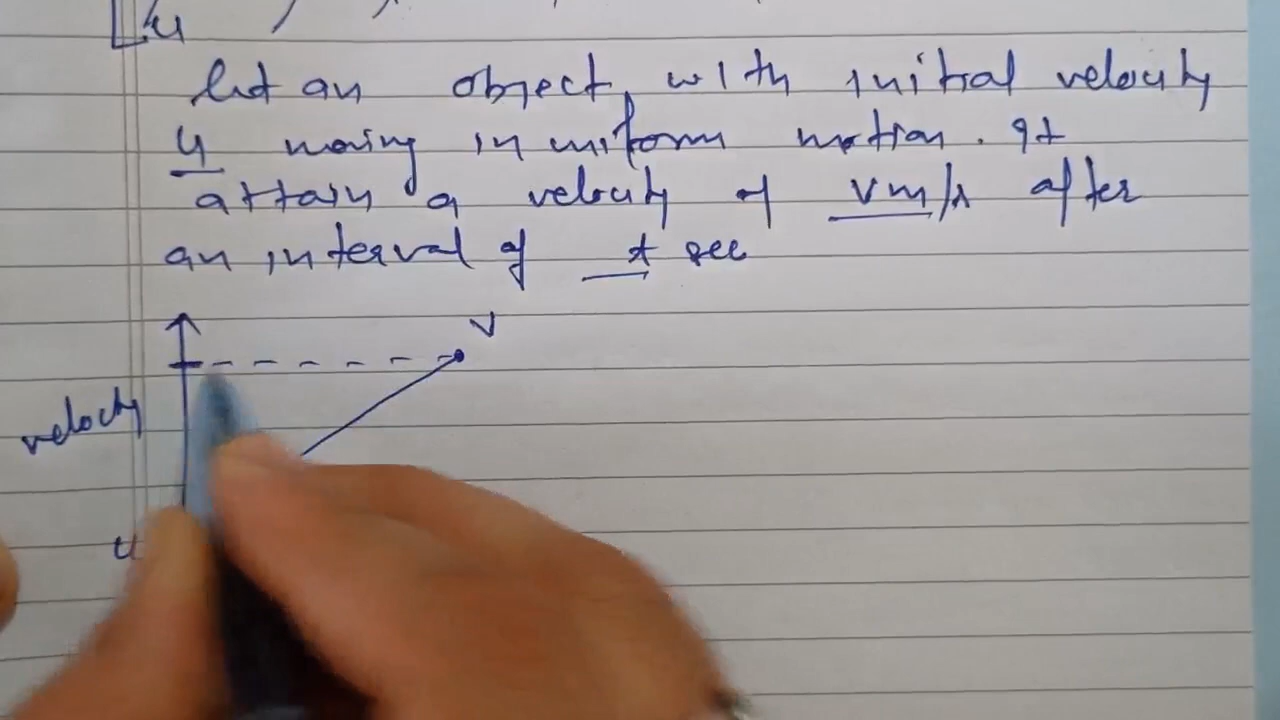 u
let an object, with initial velocity
u moving in uniform motion. It
attain a velocity of v m/s after
an interval of t sec
v
velocity
u